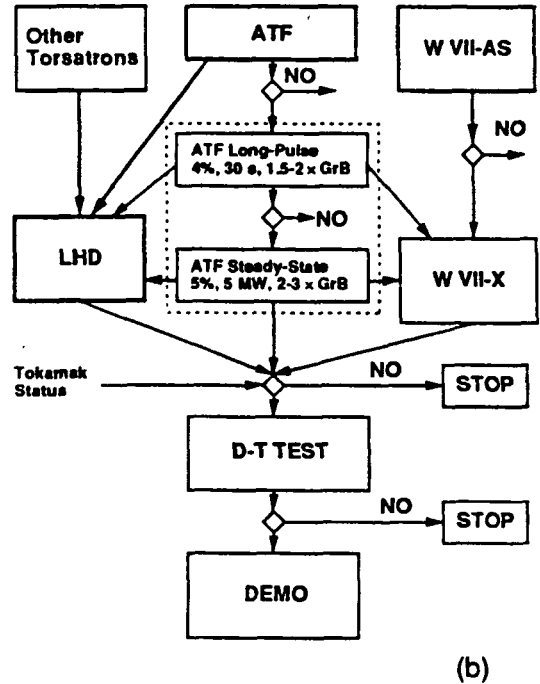 Other
Torsatrons
ATF
W VII-AS
NO
NO
ATF Long-Pulse
4%, 30 s, 1.5-2 x GrB
NO
LHD
ATF Steady-State
5%, 5 MW, 2-3 x GrB
W VII-X
Tokamak
Status
NO
STOP
D-T TEST
NO
STOP
DEMO
(b)